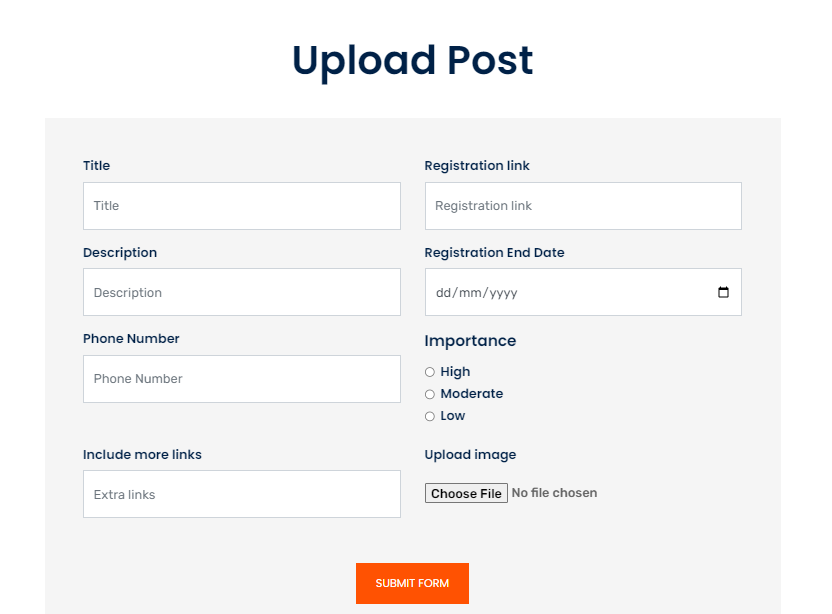 Upload Post
Title
Registration link
Title
Registration link
Description
Registration End Date
Description
dd/mm/yyyy
Phone Number
Importance
Phone Number
High
Moderate
Low
Include more links
Upload image
Extra links
Choose File No file chosen
SUBMIT FORM